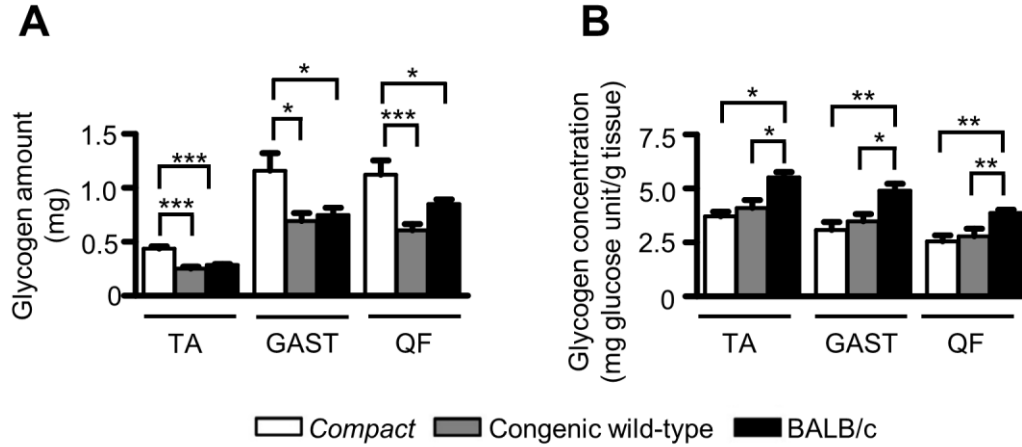 A
Glycogen amount
(mg)
1.5
1.0
0.5
0
***
***
*
*
*
***
TA
GAST
QF
B
Glycogen concentration
(mg glucose unit/g tissue)
7.5
5.0
2.5
0
*
*
**
*
**
**
TA
GAST
QF
Compact
Congenic wild-type
BALB/c